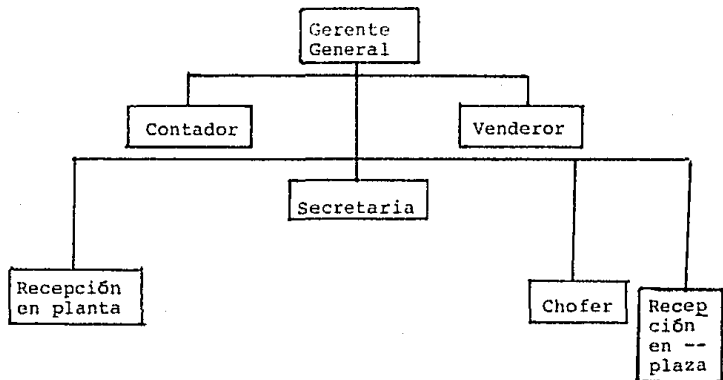 Gerente
General
Contador
Venderor
Secretaria
Recepción
en planta
Chofer
Recep
ción
en --
plaza